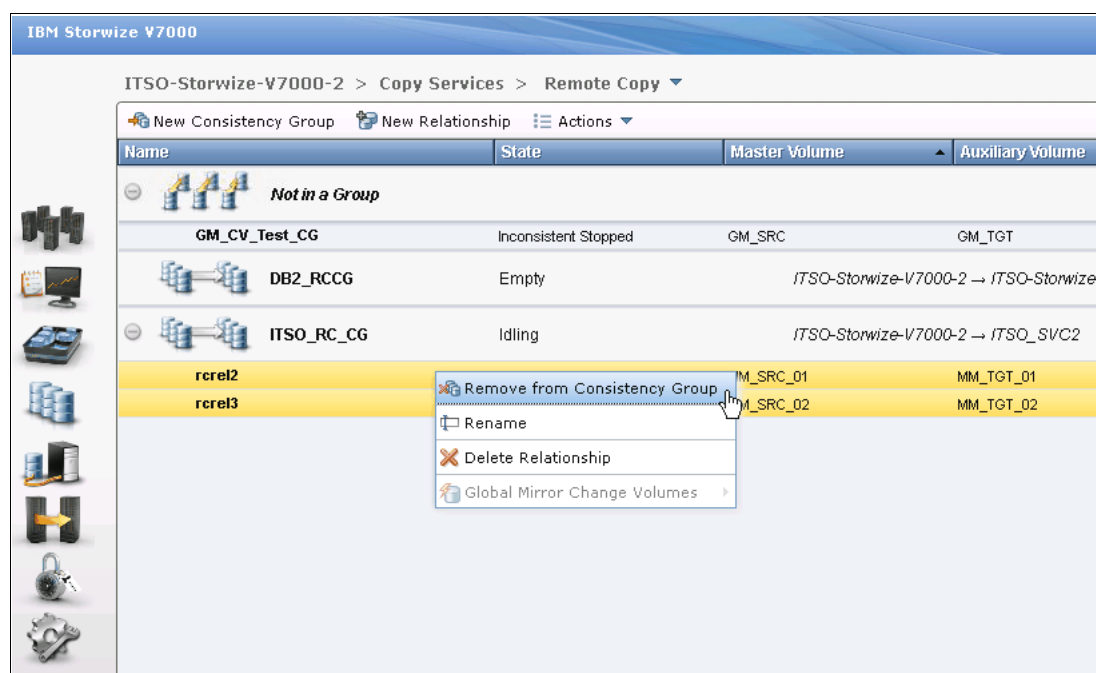 IBM Storwize V7000
ITSO-Storwize-V7000-2 > Copy Services > Remote Copy
New Consistency Group New Relationship Actions
Name State Master Volume Auxiliary Volume
Not in a Group
GM_CV_Test_CG Inconsistent Stopped GM_SRC GM_TGT
DB2_RCCG Empty ITSO-Storwize-V7000-2 → ITSO-Storwize
ITSO_RC_CG Idling ITSO-Storwize-V7000-2 → ITSO_SVC2
rcrel2 M_SRC_01 MM_TGT_01
Remove from Consistency Group
rcrel3 M_SRC_02 MM_TGT_02
Rename
Delete Relationship
Global Mirror Change Volumes